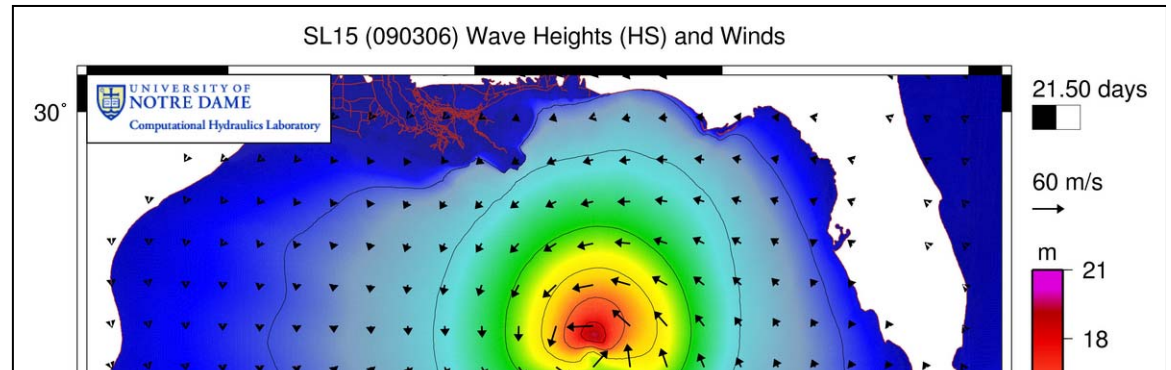 SL15 (090306) Wave Heights (HS) and Winds
UNIVERSITY OF
NOTRE DAME
Computational Hydraulics Laboratory
30°
21.50 days
60 m/s
m
21
18